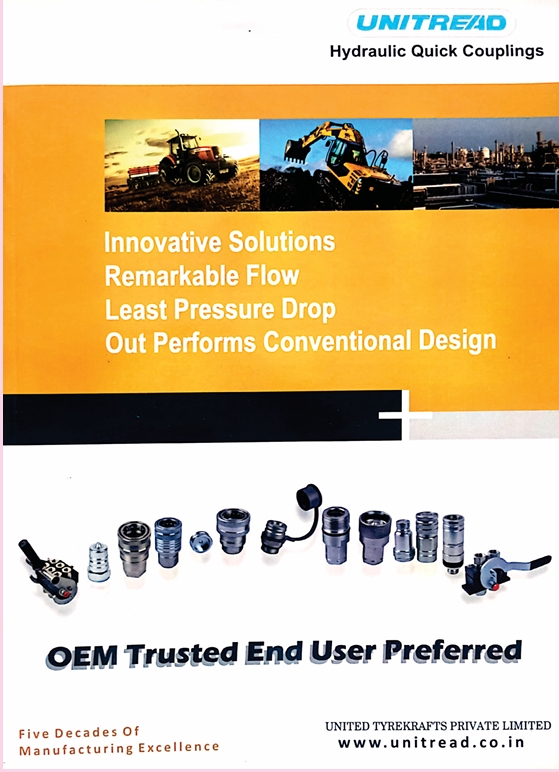 UNITREAD
Hydraulic Quick Couplings
Innovative Solutions
Remarkable Flow
Least Pressure Drop
Out Performs Conventional Design
OEM Trusted End User Preferred
Five Decades Of
Manufacturing Excellence
UNITED TYREKRAFTS PRIVATE LIMITED
www.unitread.co.in